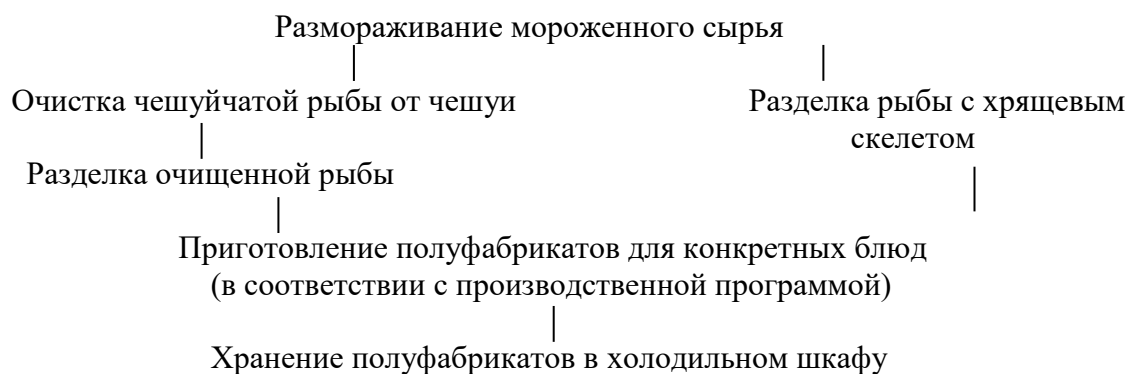 Размораживание мороженного сырья
Очистка чешуйчатой рыбы от чешуи
Разделка рыбы с хрящевым
скелетом
Разделка очищенной рыбы
Приготовление полуфабрикатов для конкретных блюд
(в соответствии с производственной программой)
Хранение полуфабрикатов в холодильном шкафу